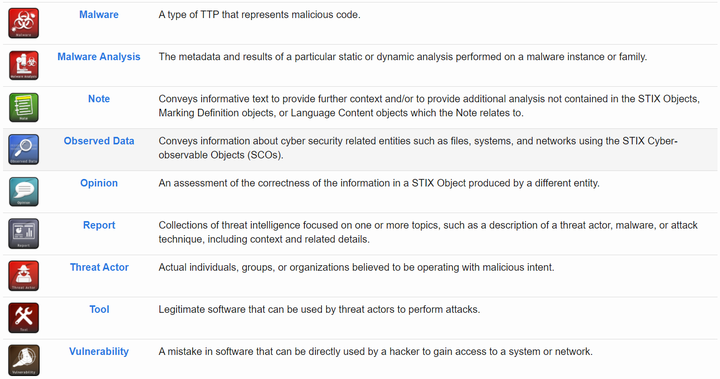 Malware A type of TTP that represents malicious code.
Malware
Malware Analysis The metadata and results of a particular static or dynamic analysis performed on a malware instance or family.
Malware Analysis
Note Conveys informative text to provide further context and/or to provide additional analysis not contained in the STIX Objects,
Marking Definition objects, or Language Content objects which the Note relates to.
Note
Observed Data Conveys information about cyber security related entities such as files, systems, and networks using the STIX Cyber-
observable Objects (SCOs).
Observed Data
Opinion An assessment of the correctness of the information in a STIX Object produced by a different entity.
Opinion
Report Collections of threat intelligence focused on one or more topics, such as a description of a threat actor, malware, or attack
technique, including context and related details.
Report
Threat Actor Actual individuals, groups, or organizations believed to be operating with malicious intent.
Threat Actor
Tool Legitimate software that can be used by threat actors to perform attacks.
Tool
Vulnerability A mistake in software that can be directly used by a hacker to gain access to a system or network.
Vulnerability